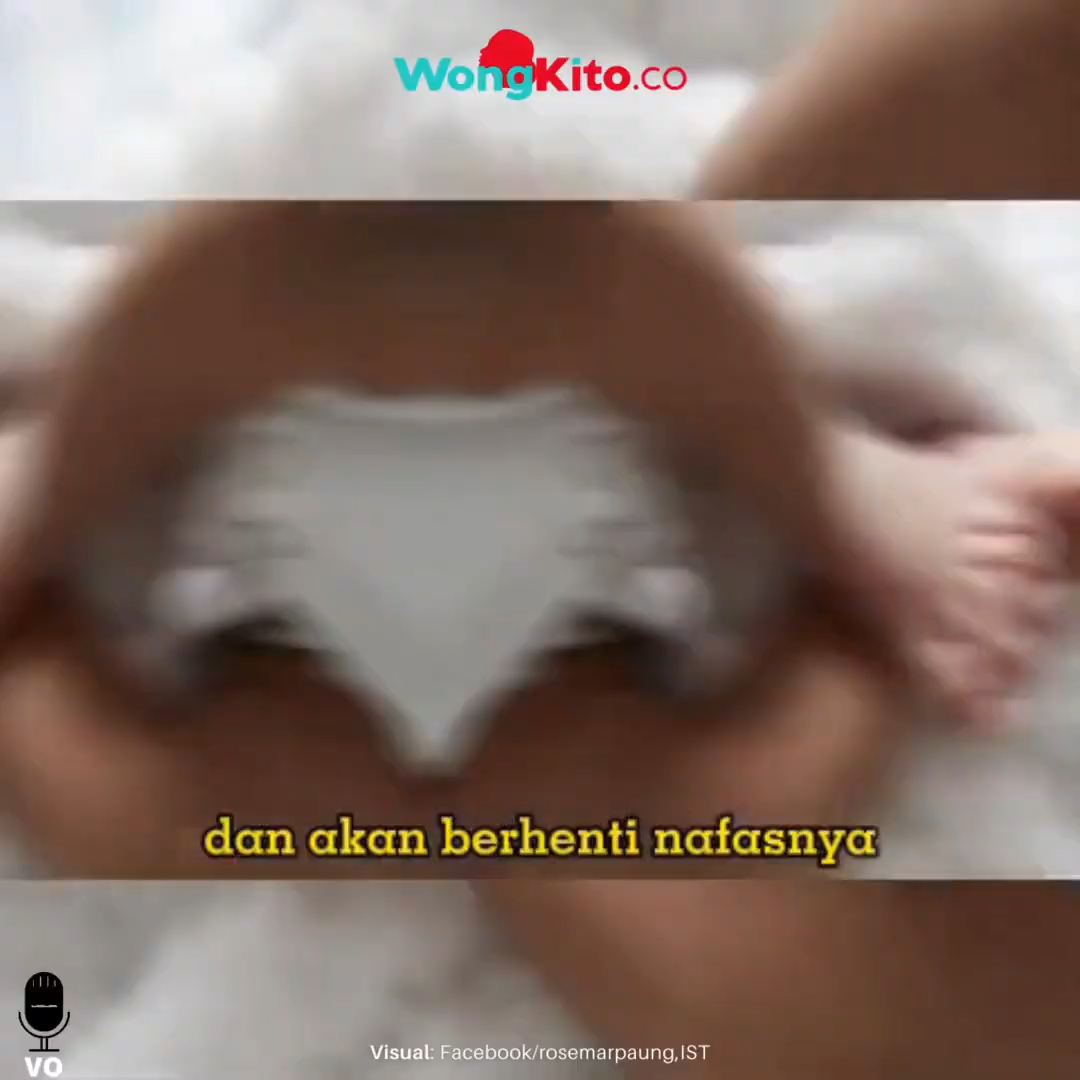 WongKito.co
dan akan berhenti nafasnya
VO
Visual: Facebook/rosemarpaung,IST